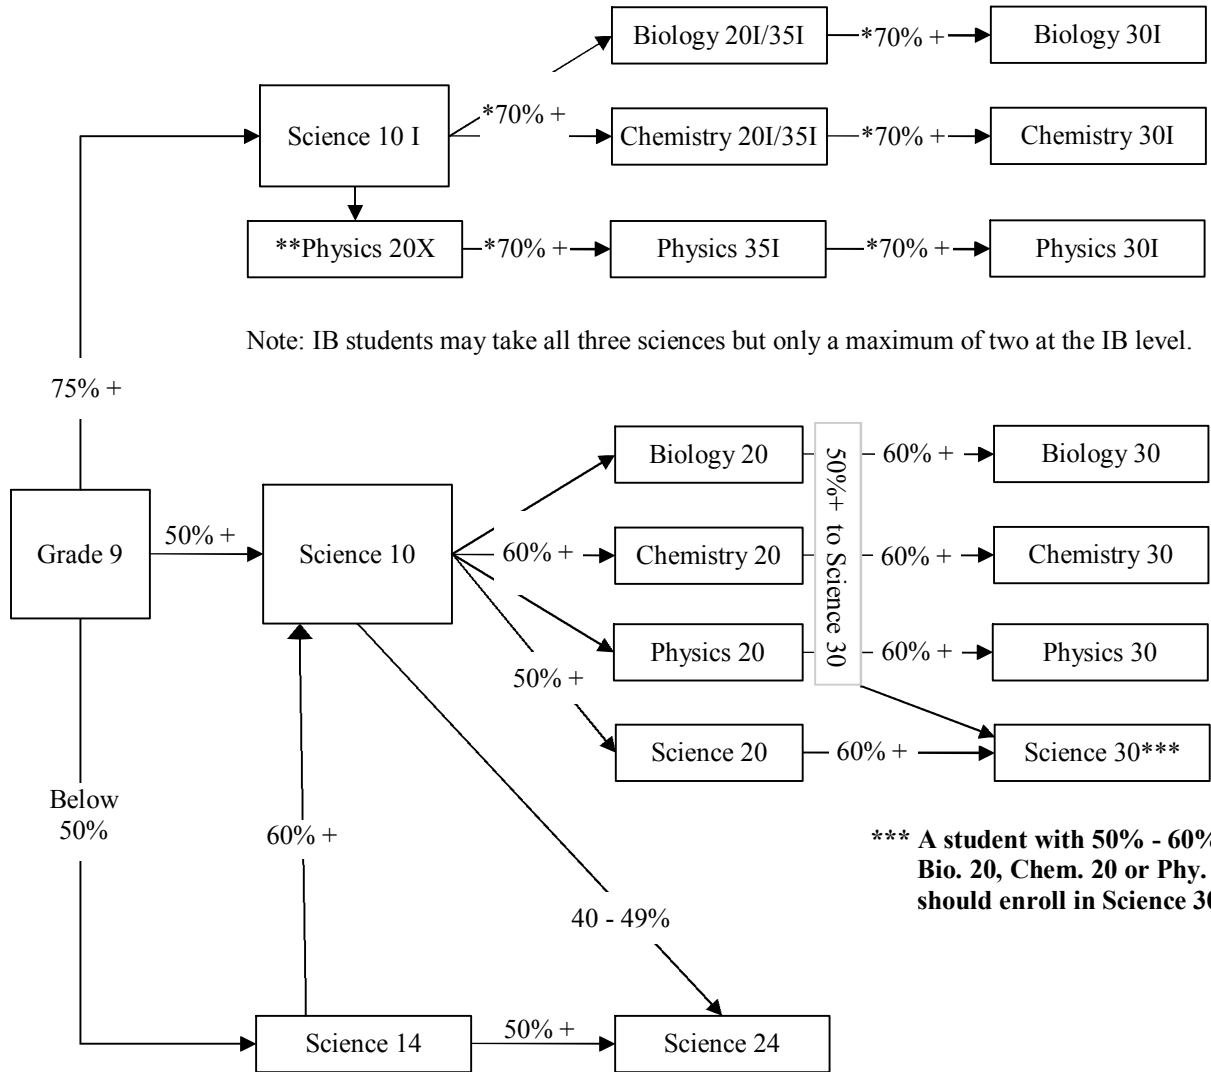 Biology 20I/35I
*70% +
Biology 30I
Science 10 I
*70% +
Chemistry 20I/35I
*70% +
Chemistry 30I
**Physics 20X
*70% +
Physics 35I
*70% +
Physics 30I
Note: IB students may take all three sciences but only a maximum of two at the IB level.
75% +
Biology 20
60% +
Biology 30
50%+ to Science 30
Grade 9
50% +
Science 10
60% +
Chemistry 20
60% +
Chemistry 30
Physics 20
60% +
Physics 30
50% +
Science 20
60% +
Science 30***
Below
50%
60% +
*** A student with 50% - 60%
Bio. 20, Chem. 20 or Phy.
should enroll in Science 30
40 - 49%
Science 14
50% +
Science 24